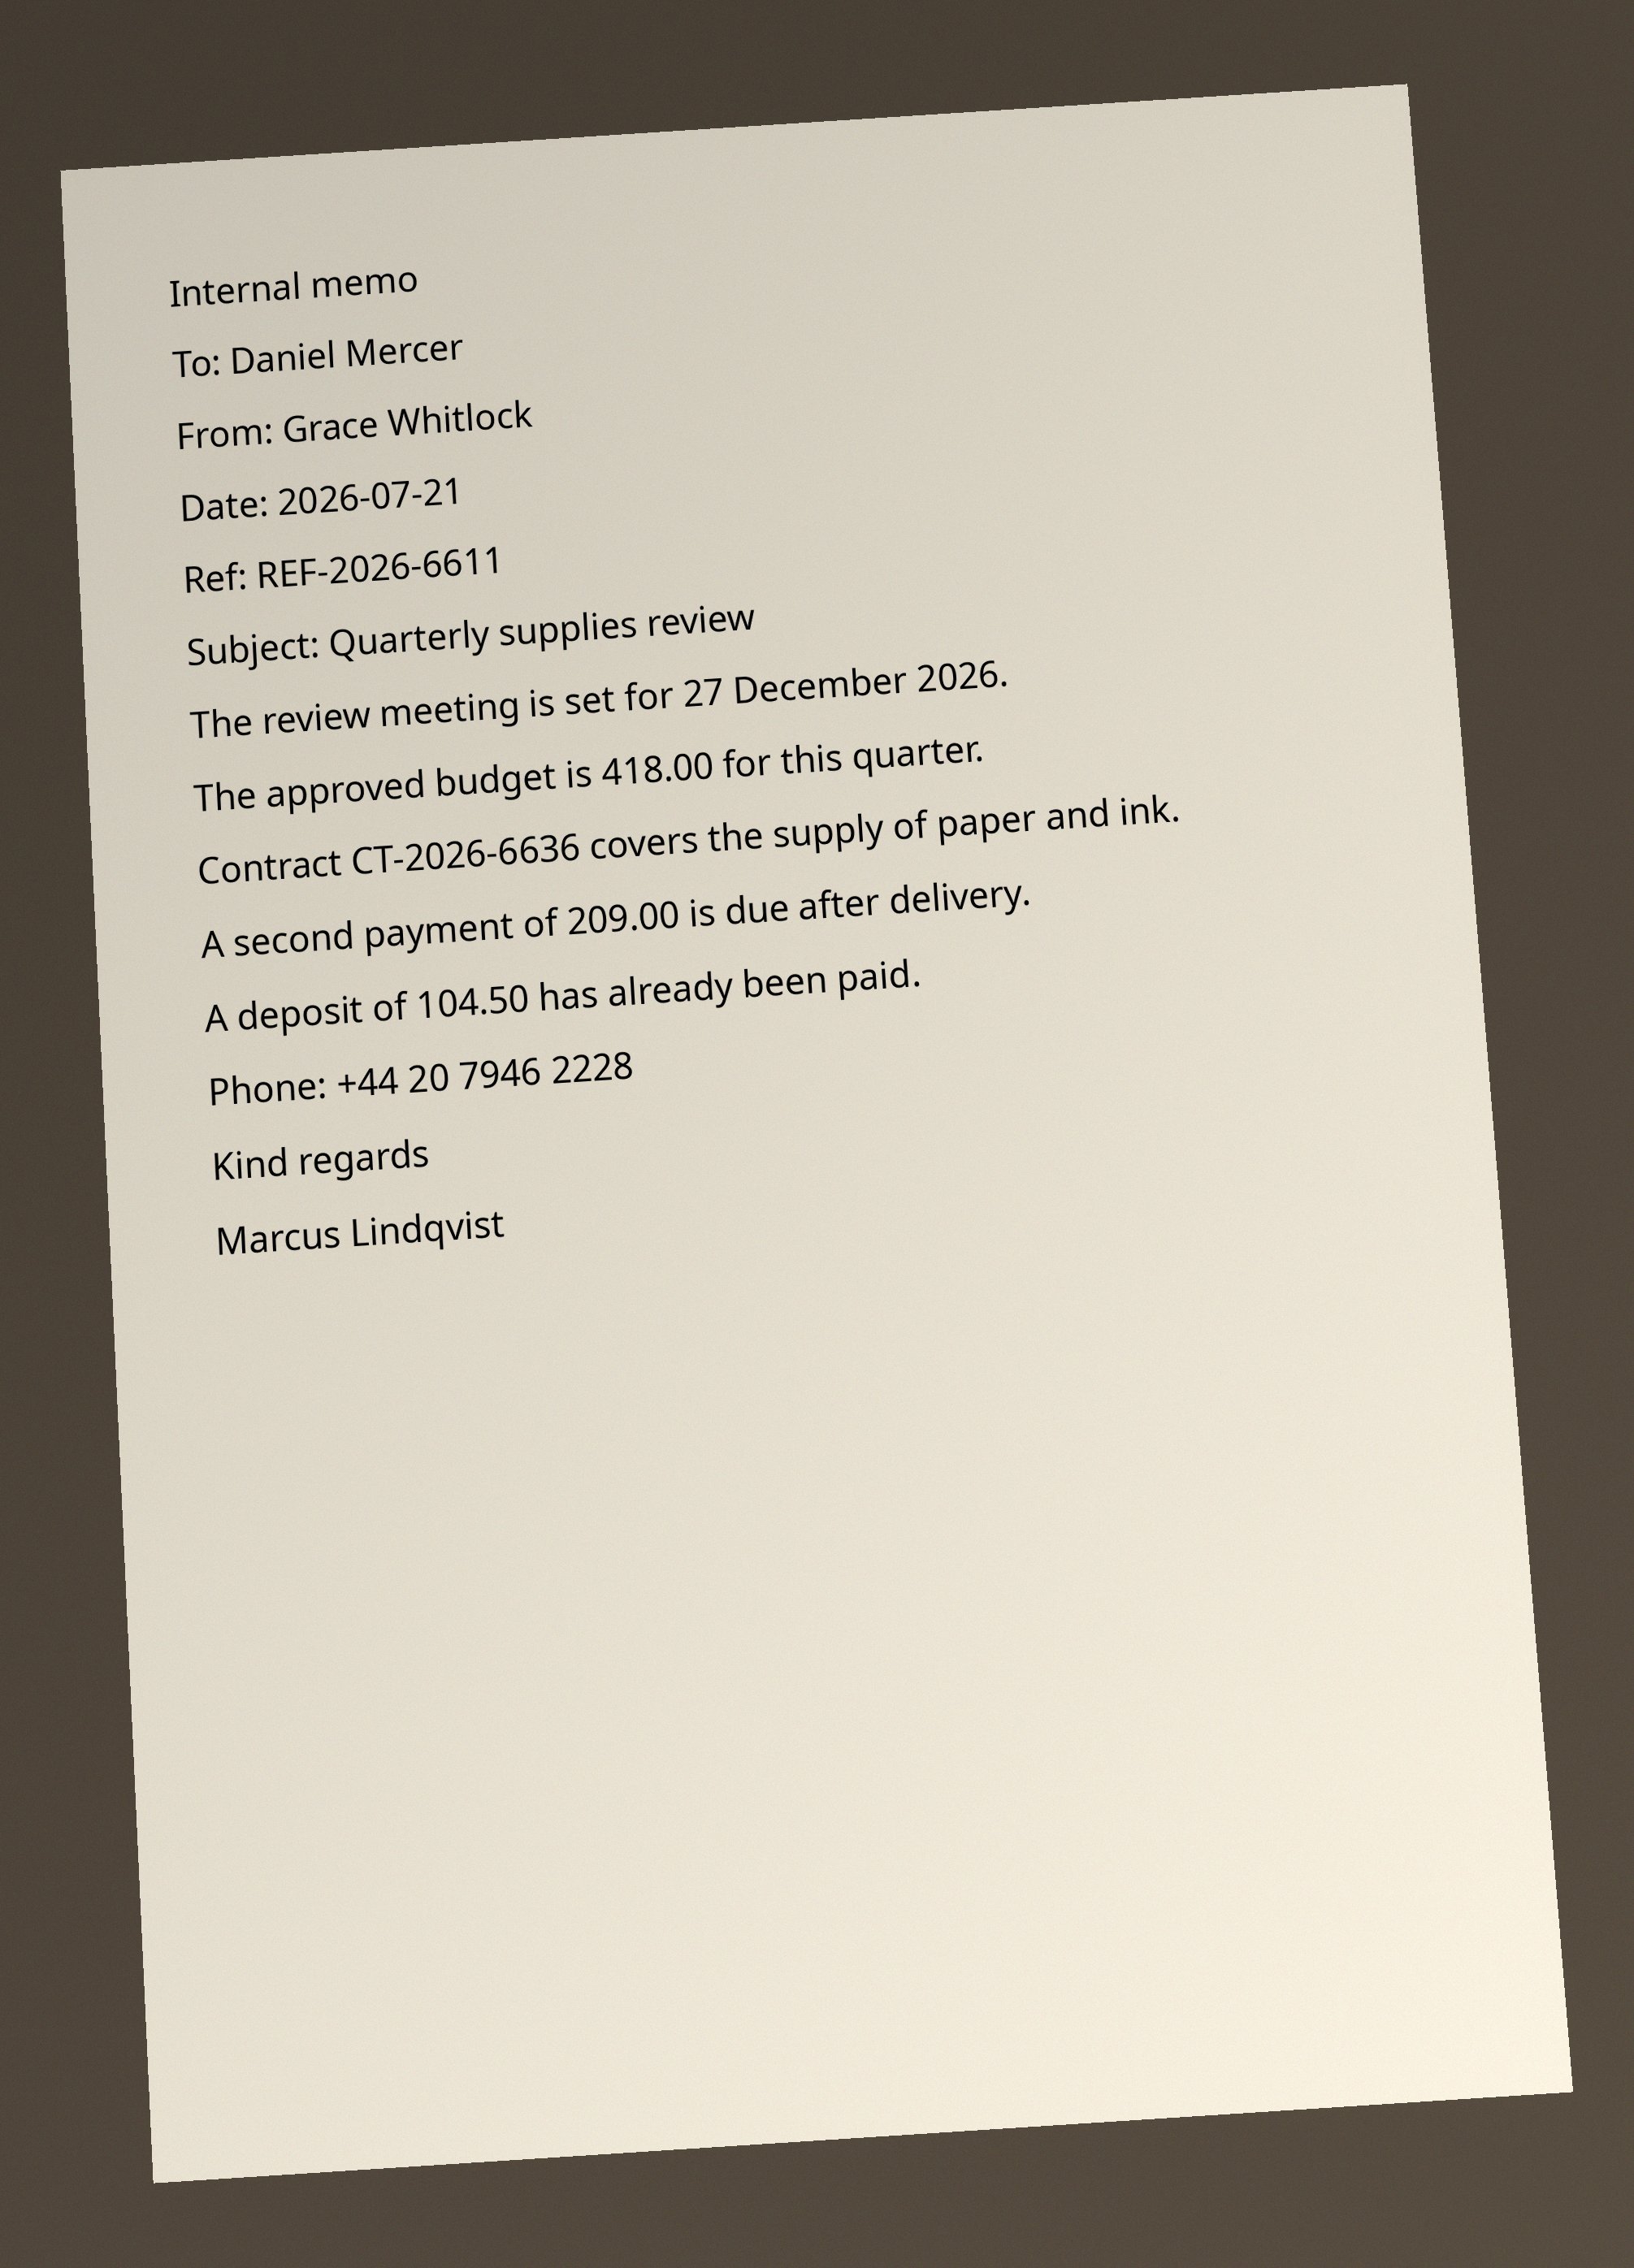 Internal memo
To: Daniel Mercer
From: Grace Whitlock
Date: 2026-07-21
Ref: REF-2026-6611
Subject: Quarterly supplies review
The review meeting is set for 27 December 2026.
The approved budget is 418.00 for this quarter.
Contract CT-2026-6636 covers the supply of paper and ink.
A second payment of 209.00 is due after delivery.
A deposit of 104.50 has already been paid.
Phone: +44 20 7946 2228
Kind regards
Marcus Lindqvist